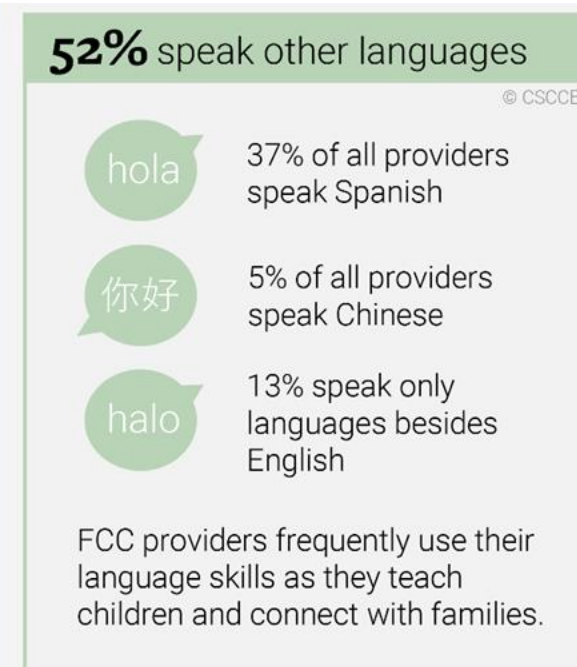 52% speak other languages
© CSCCE
hola
37% of all providers
speak Spanish
你好
5% of all providers
speak Chinese
halo
13% speak only
languages besides
English
FCC providers frequently use their
language skills as they teach
children and connect with families.